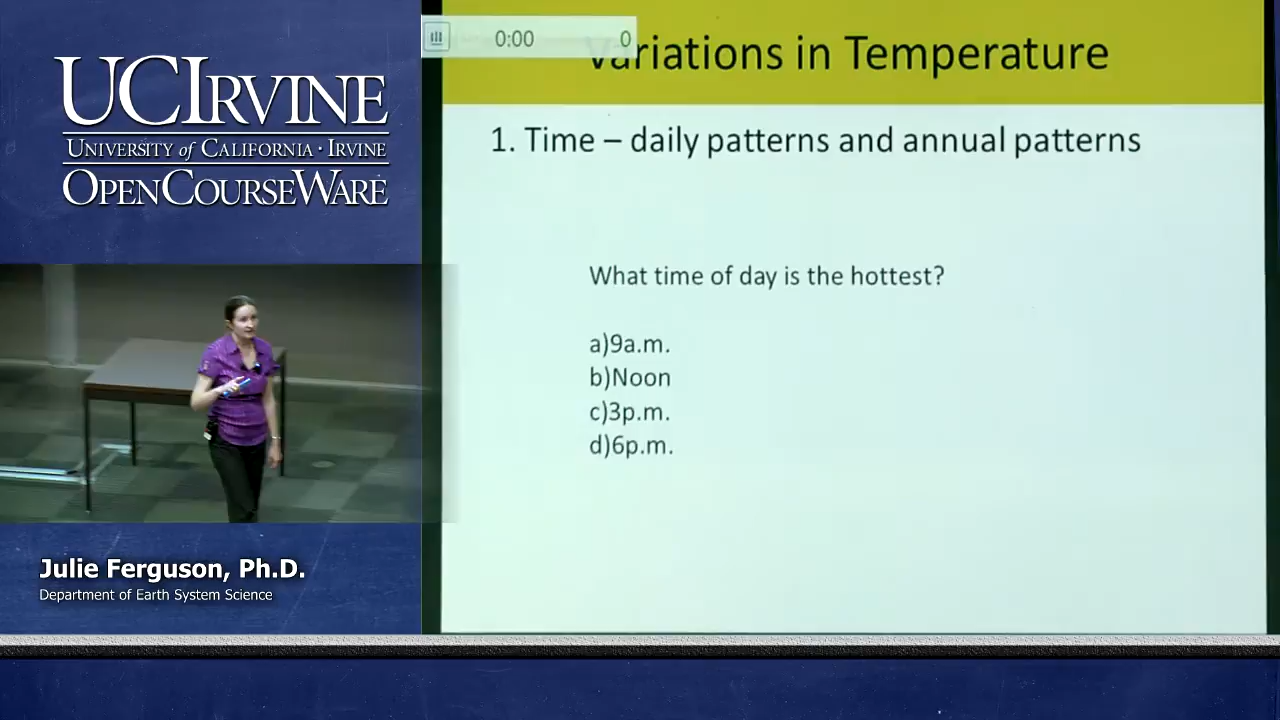 UCIRVINE
UNIVERSITY of CALIFORNIA · IRVINE
OPENCOURSEWARE
0:00 0
Variations in Temperature
1. Time – daily patterns and annual patterns
What time of day is the hottest?
a)9a.m.
b)Noon
c)3p.m.
d)6p.m.
Julie Ferguson, Ph.D.
Department of Earth System Science